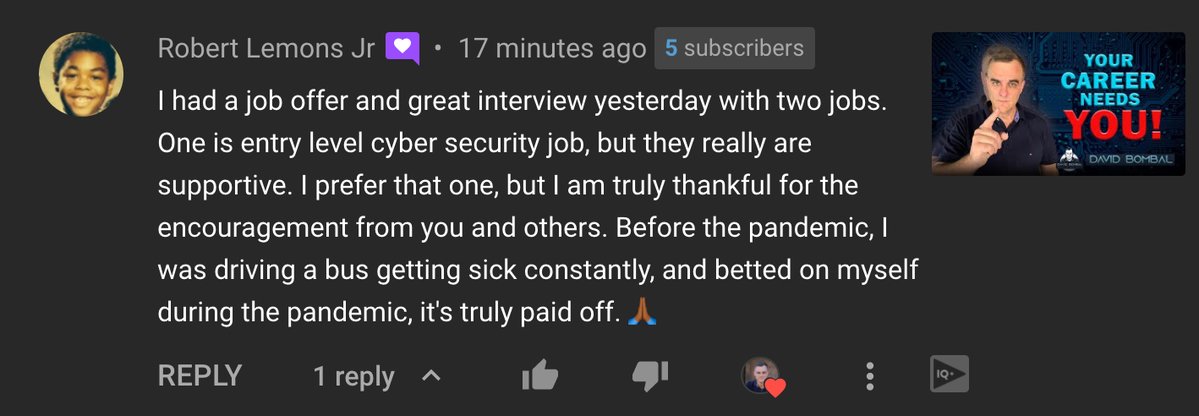 Robert Lemons Jr • 17 minutes ago 5 subscribers
I had a job offer and great interview yesterday with two jobs.
One is entry level cyber security job, but they really are
supportive. I prefer that one, but I am truly thankful for the
encouragement from you and others. Before the pandemic, I
was driving a bus getting sick constantly, and betted on myself
during the pandemic, it's truly paid off. 🙏🏾
REPLY 1 reply
IQ+
YOUR
CAREER
NEEDS
YOU!
DAVID BOMBAL